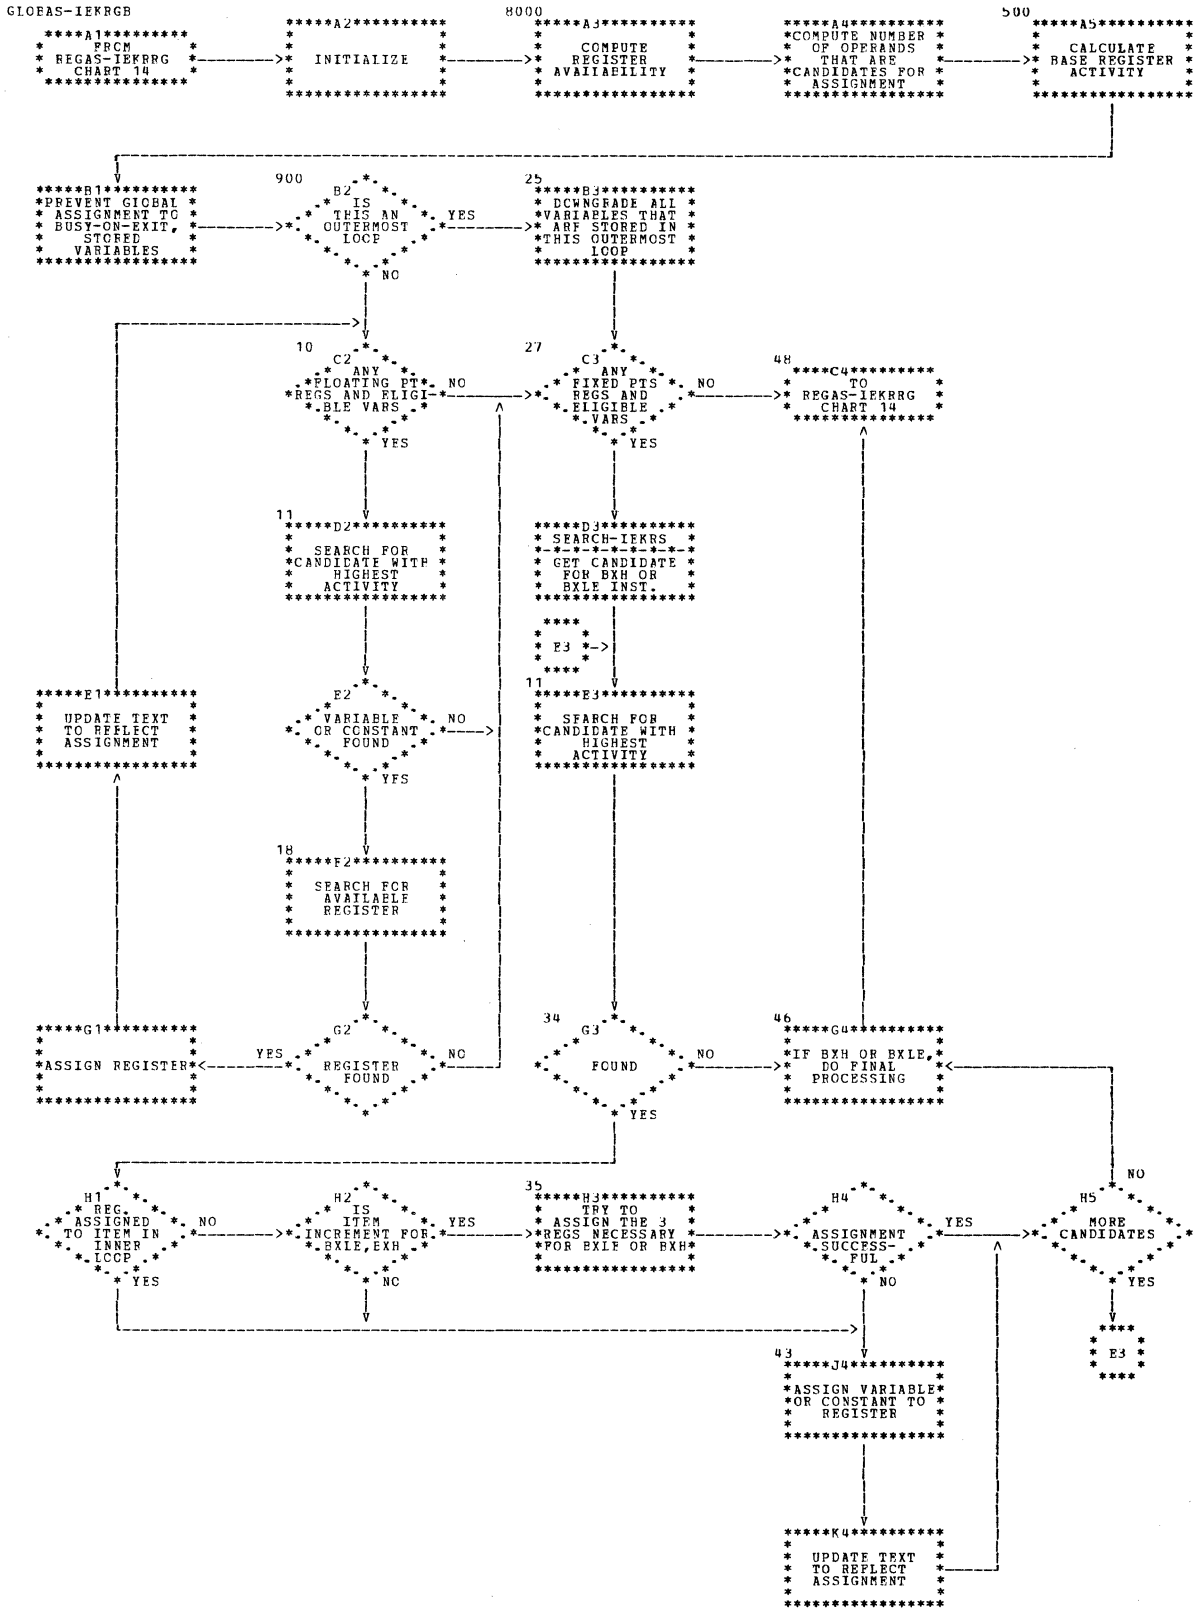 GLOBAS-IEKRGB
8000
500
A1
FROM
REGAS-IEKRRG
CHART 14
A2
INITIALIZE
A3
COMPUTE
REGISTER
AVAILABILITY
A4
COMPUTE NUMBER
OF OPERANDS
THAT ARE
CANDIDATES FOR
ASSIGNMENT
A5
CALCULATE
BASE REGISTER
ACTIVITY
B1
PREVENT GLOBAL
ASSIGNMENT TO
BUSY-ON-EXIT,
STORED
VARIABLES
900
B2
IS
THIS AN
OUTERMOST
LOOP
YES
NO
25
B3
DOWNGRADE ALL
VARIABLES THAT
ARE STORED IN
THIS OUTERMOST
LOOP
10
C2
ANY
FLOATING PT
REGS AND ELIGI-
BLE VARS
NO
YES
27
C3
ANY
FIXED PTS
REGS AND
ELIGIBLE
VARS
NO
YES
48
C4
TO
REGAS-IEKRRG
CHART 14
11
D2
SEARCH FOR
CANDIDATE WITH
HIGHEST
ACTIVITY
D3
SEARCH-IEKRS
GET CANDIDATE
FOR BXH OR
BXLE INST.
E3
E1
UPDATE TEXT
TO REFLECT
ASSIGNMENT
E2
VARIABLE
OR CONSTANT
FOUND
NO
YES
11
E3
SEARCH FOR
CANDIDATE WITH
HIGHEST
ACTIVITY
18
F2
SEARCH FOR
AVAILABLE
REGISTER
G1
ASSIGN REGISTER
YES
G2
REGISTER
FOUND
NO
34
G3
FOUND
NO
YES
46
G4
IF BXH OR BXLE,
DO FINAL
PROCESSING
H1
REG.
ASSIGNED
TO ITEM IN
INNER
LOOP
NO
YES
H2
IS
ITEM
INCREMENT FOR
BXLE,BXH
YES
NO
35
H3
TRY TO
ASSIGN THE 3
REGS NECESSARY
FOR BXLE OR BXH
H4
ASSIGNMENT
SUCCESS-
FUL
YES
NO
H5
MORE
CANDIDATES
NO
YES
E3
43
J4
ASSIGN VARIABLE
OR CONSTANT TO
REGISTER
K4
UPDATE TEXT
TO REFLECT
ASSIGNMENT